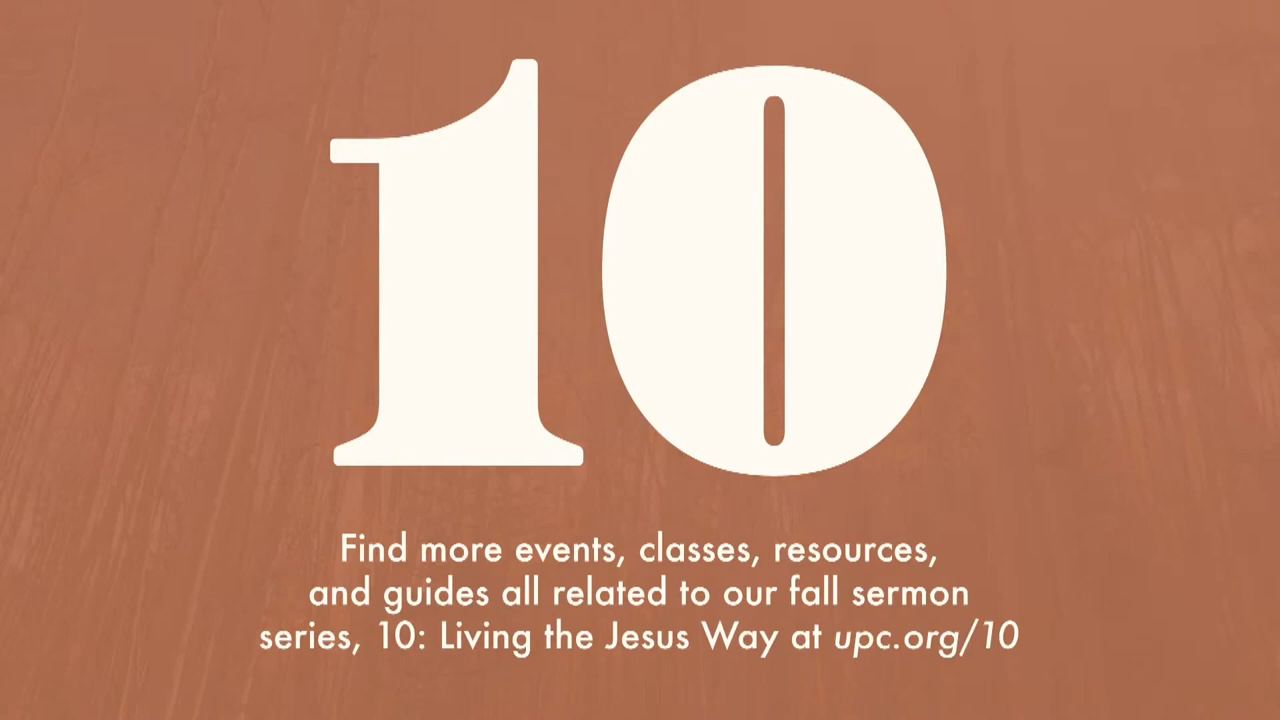 10
Find more events, classes, resources,
and guides all related to our fall sermon
series, 10: Living the Jesus Way at upc.org/10